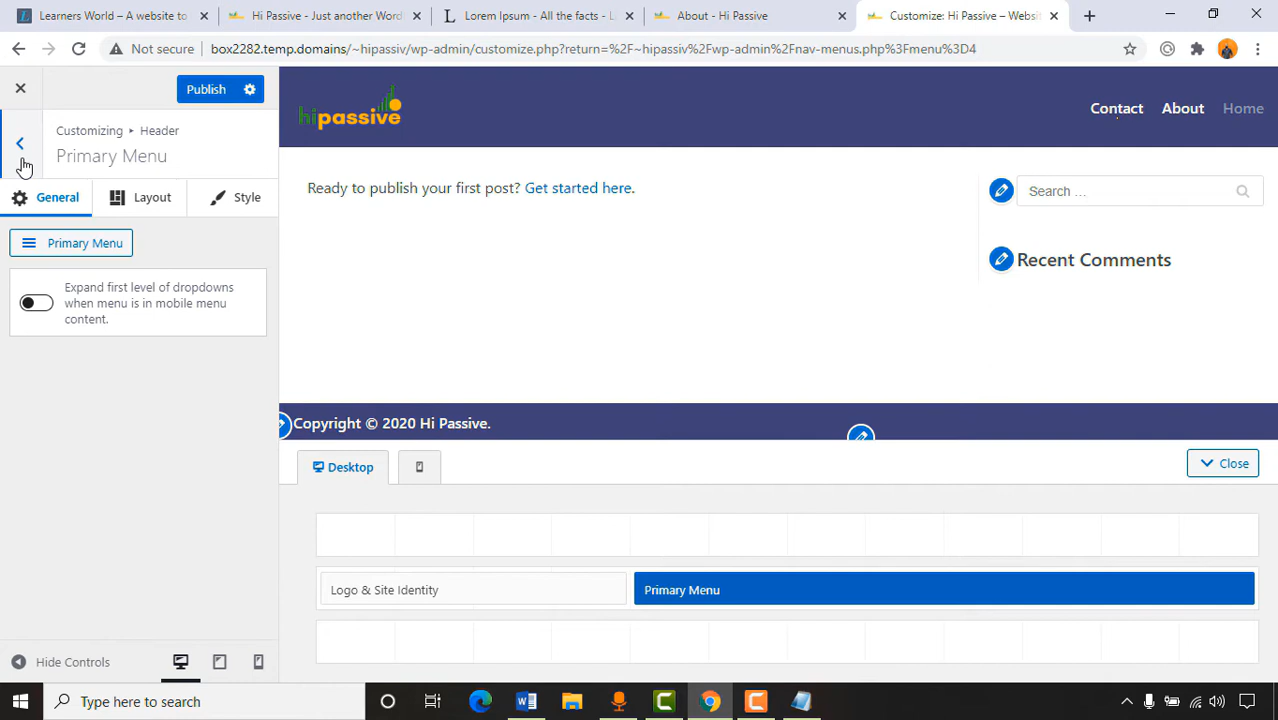 Learners World – A website to
Hi Passive - Just another Word
Lorem Ipsum - All the facts - Li
About - Hi Passive
Customize: Hi Passive – Websit
Not secure
box2282.temp.domains/~hipassiv/wp-admin/customize.php?return=%2F~hipassiv%2Fwp-admin%2Fnav-menus.php%3Fmenu%3D4
Publish
Customizing ▸ Header
Primary Menu
General
Layout
Style
Primary Menu
Expand first level of dropdowns
when menu is in mobile menu
content.
Hide Controls
hipassive
Contact
About
Home
Ready to publish your first post? Get started here.
Search …
Recent Comments
Copyright © 2020 Hi Passive.
Desktop
Close
Logo & Site Identity
Primary Menu
Type here to search